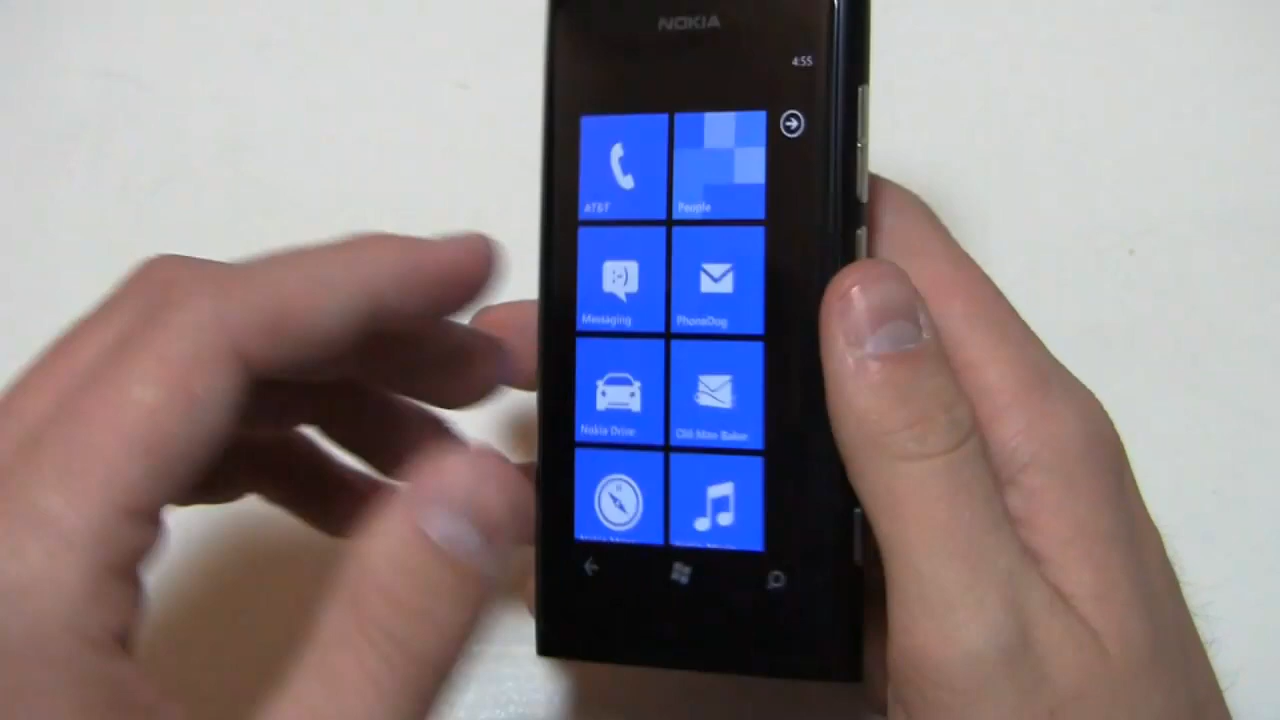 NOKIA
4:55
AT&T
People
:-)
Messaging
PhoneDog
Nokia Drive
N